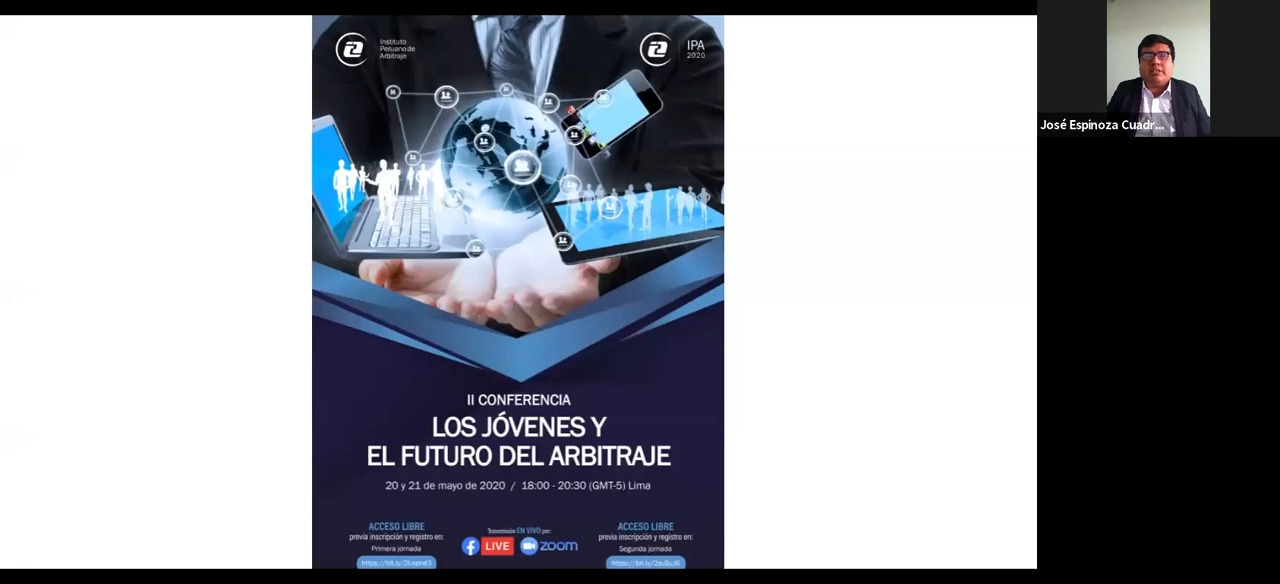 Instituto
Peruano de
Arbitraje
IPA
2020
II CONFERENCIA
LOS JÓVENES Y
EL FUTURO DEL ARBITRAJE
20 y 21 de mayo de 2020 / 18:00 - 20:30 (GMT-5) Lima
ACCESO LIBRE
previa inscripción y registro en:
Primera jornada
Transmisión EN VIVO por:
LIVE
zoom
ACCESO LIBRE
previa inscripción y registro en:
Segunda jornada
José Espinoza Cuadr...